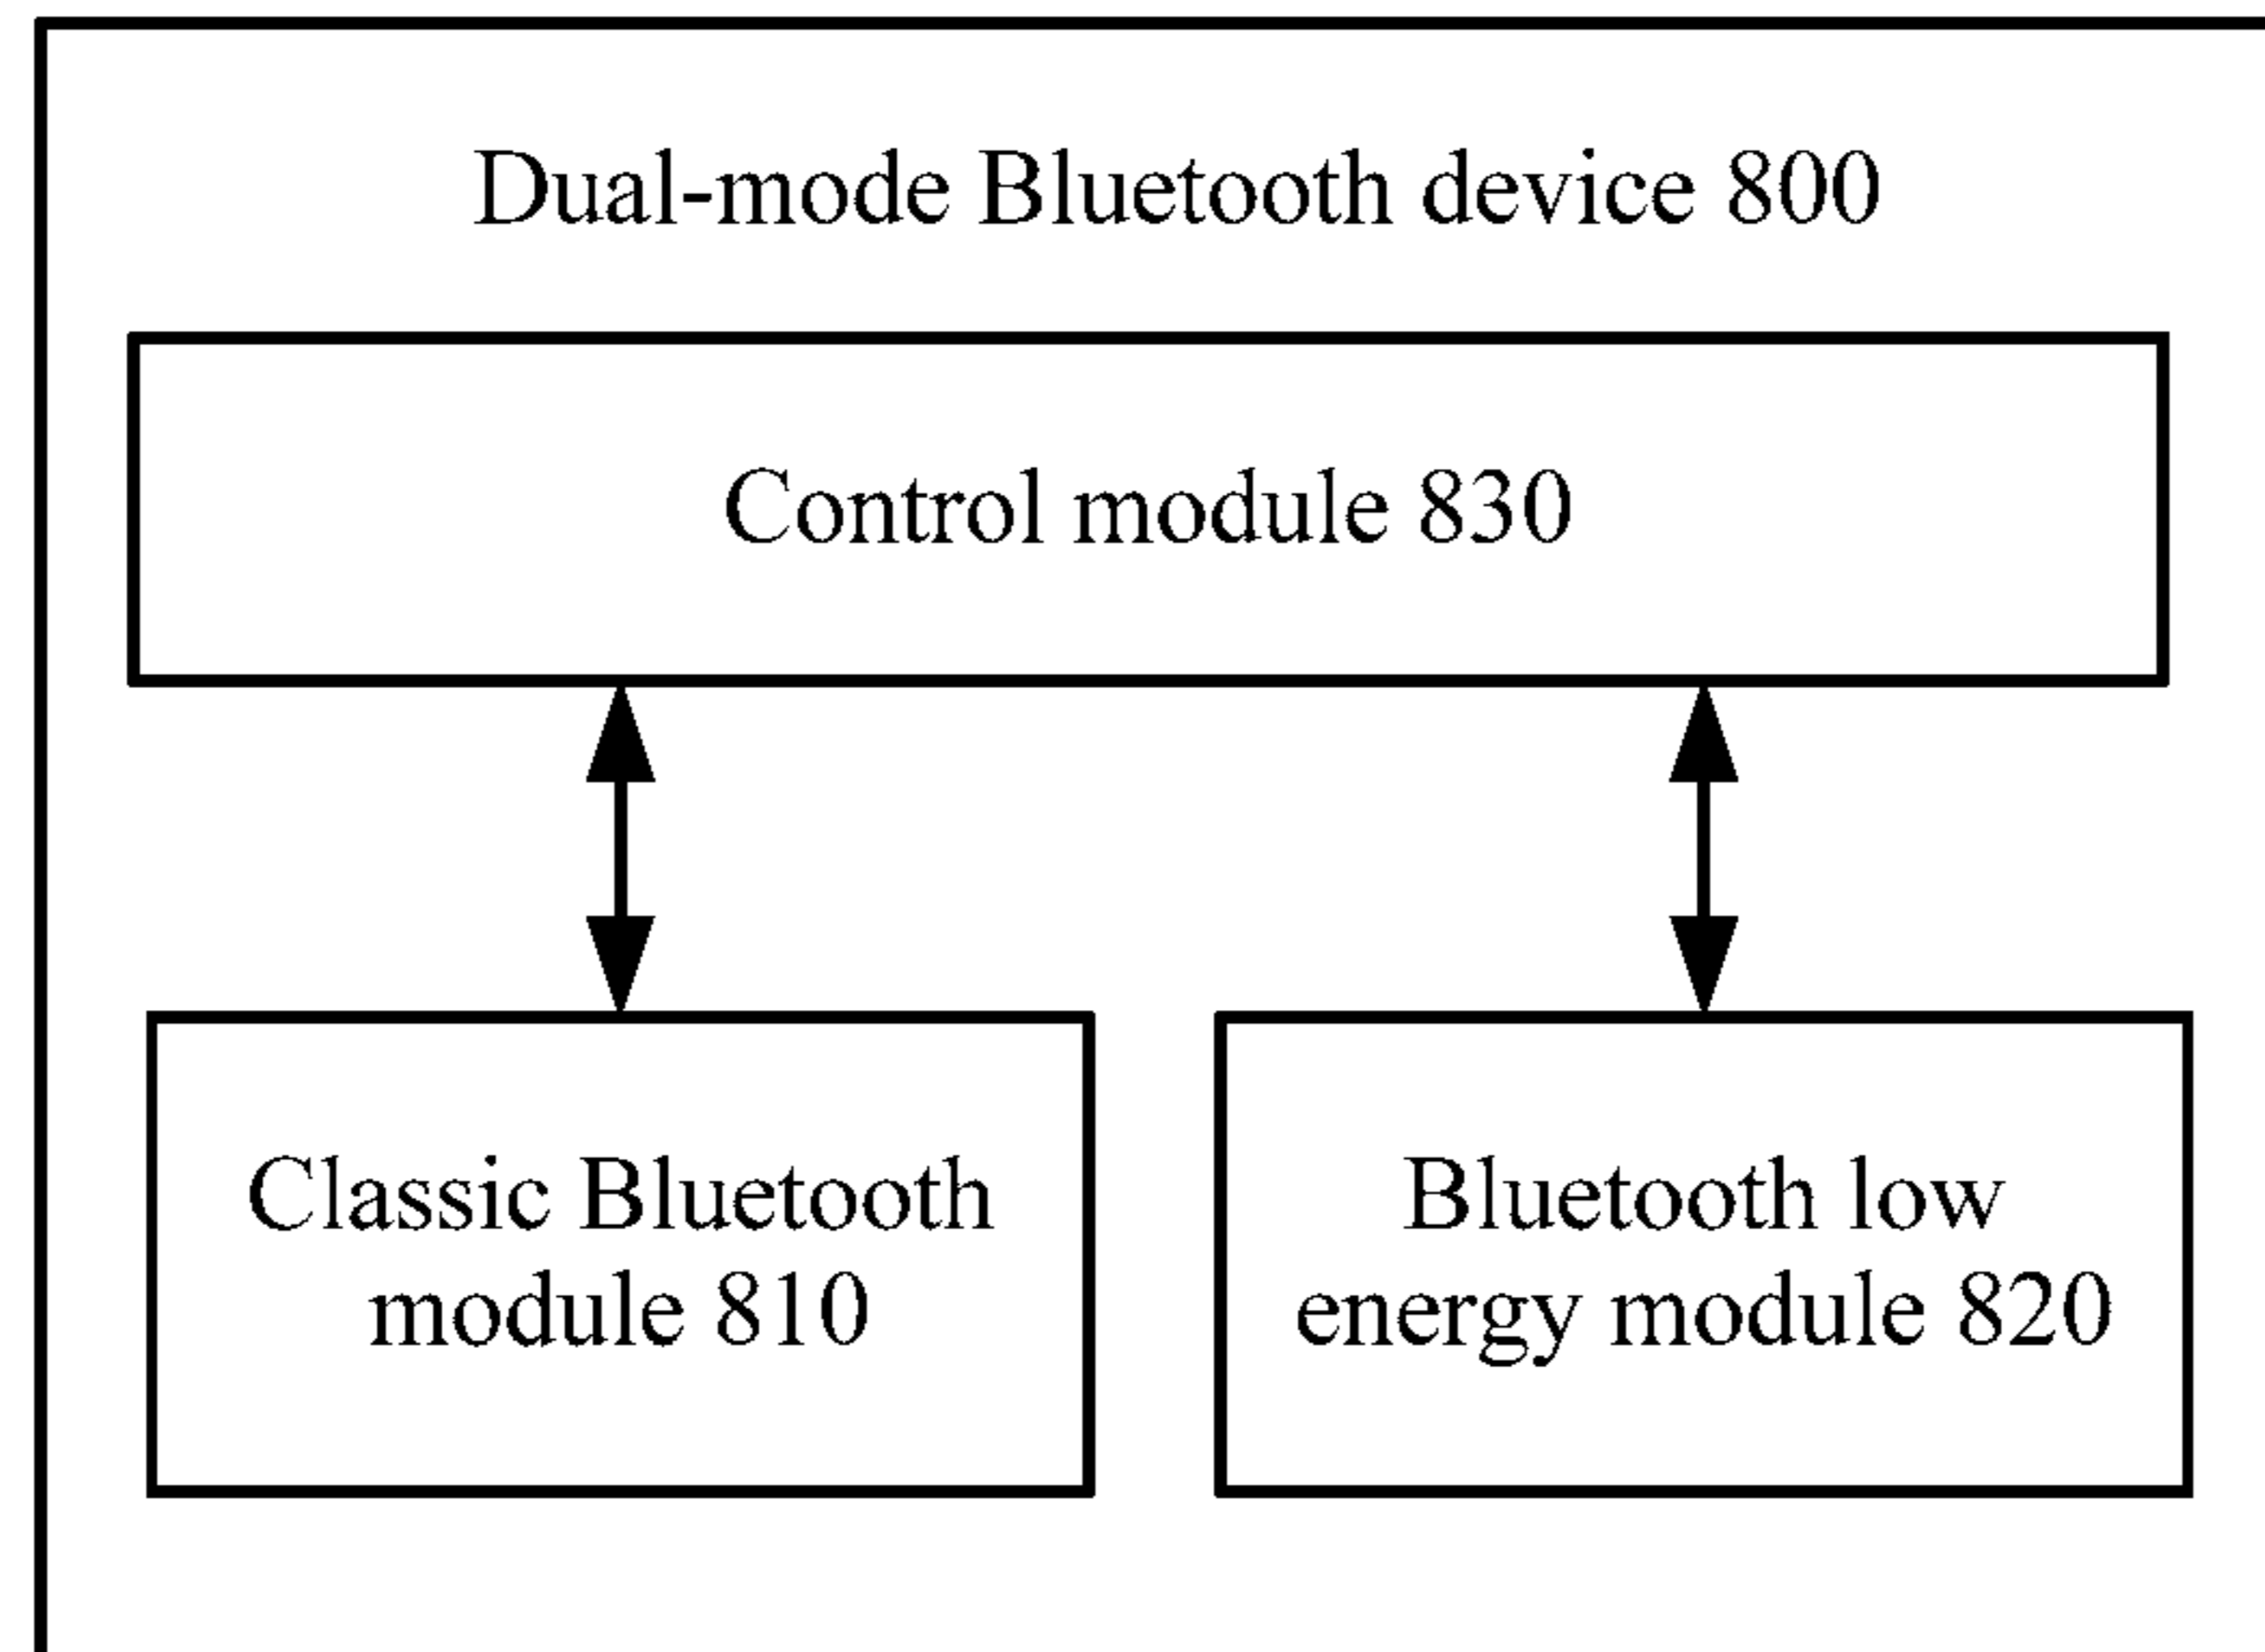 Dual-mode Bluetooth device 800
Control module 830
Classic Bluetooth
module 810
Bluetooth low
energy module 820